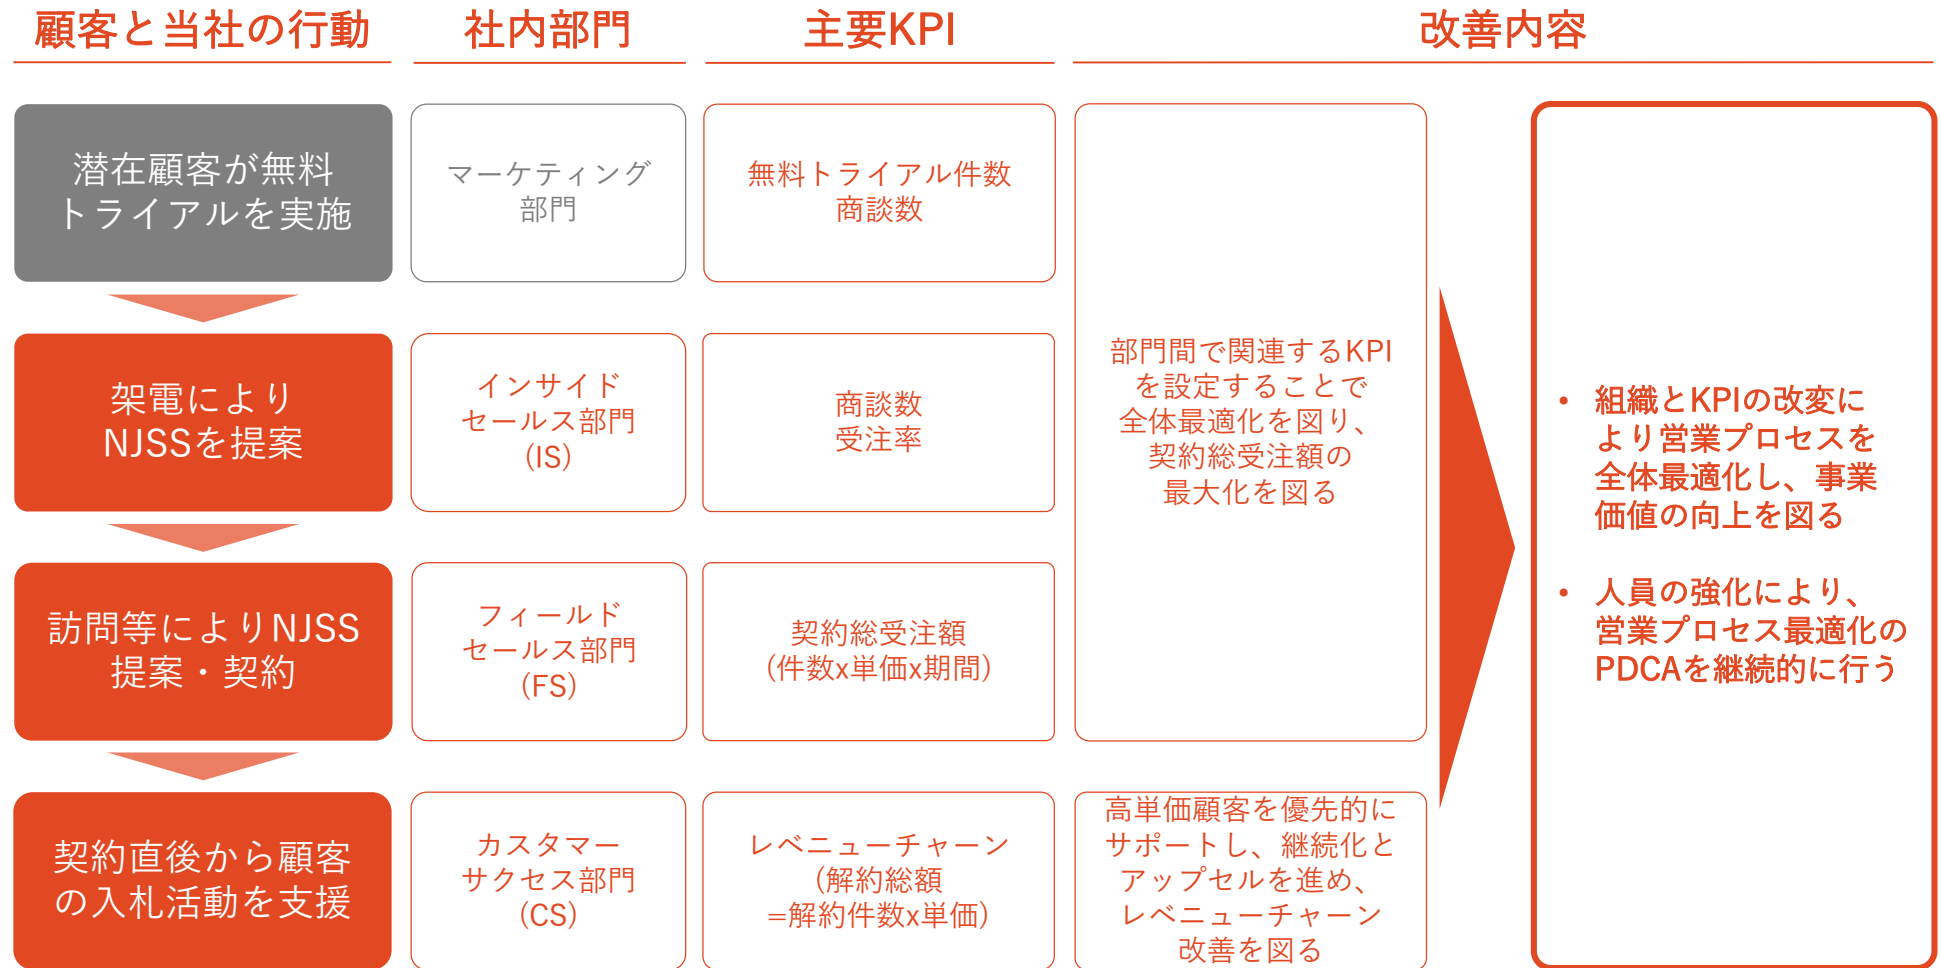 顧客と当社の行動
社内部門
主要KPI
改善内容
潜在顧客が無料
トライアルを実施
マーケティング
部門
無料トライアル件数
商談数
架電により
NJSSを提案
インサイド
セールス部門
(IS)
商談数
受注率
訪問等によりNJSS
提案・契約
フィールド
セールス部門
(FS)
契約総受注額
(件数x単価x期間)
部門間で関連するKPI
を設定することで
全体最適化を図り、
契約総受注額の
最大化を図る
契約直後から顧客
の入札活動を支援
カスタマー
サクセス部門
(CS)
レベニューチャーン
(解約総額
=解約件数x単価)
高単価顧客を優先的に
サポートし、継続化と
アップセルを進め、
レベニューチャーン
改善を図る
• 組織とKPIの改変に
より営業プロセスを
全体最適化し、事業
価値の向上を図る
• 人員の強化により、
営業プロセス最適化の
PDCAを継続的に行う